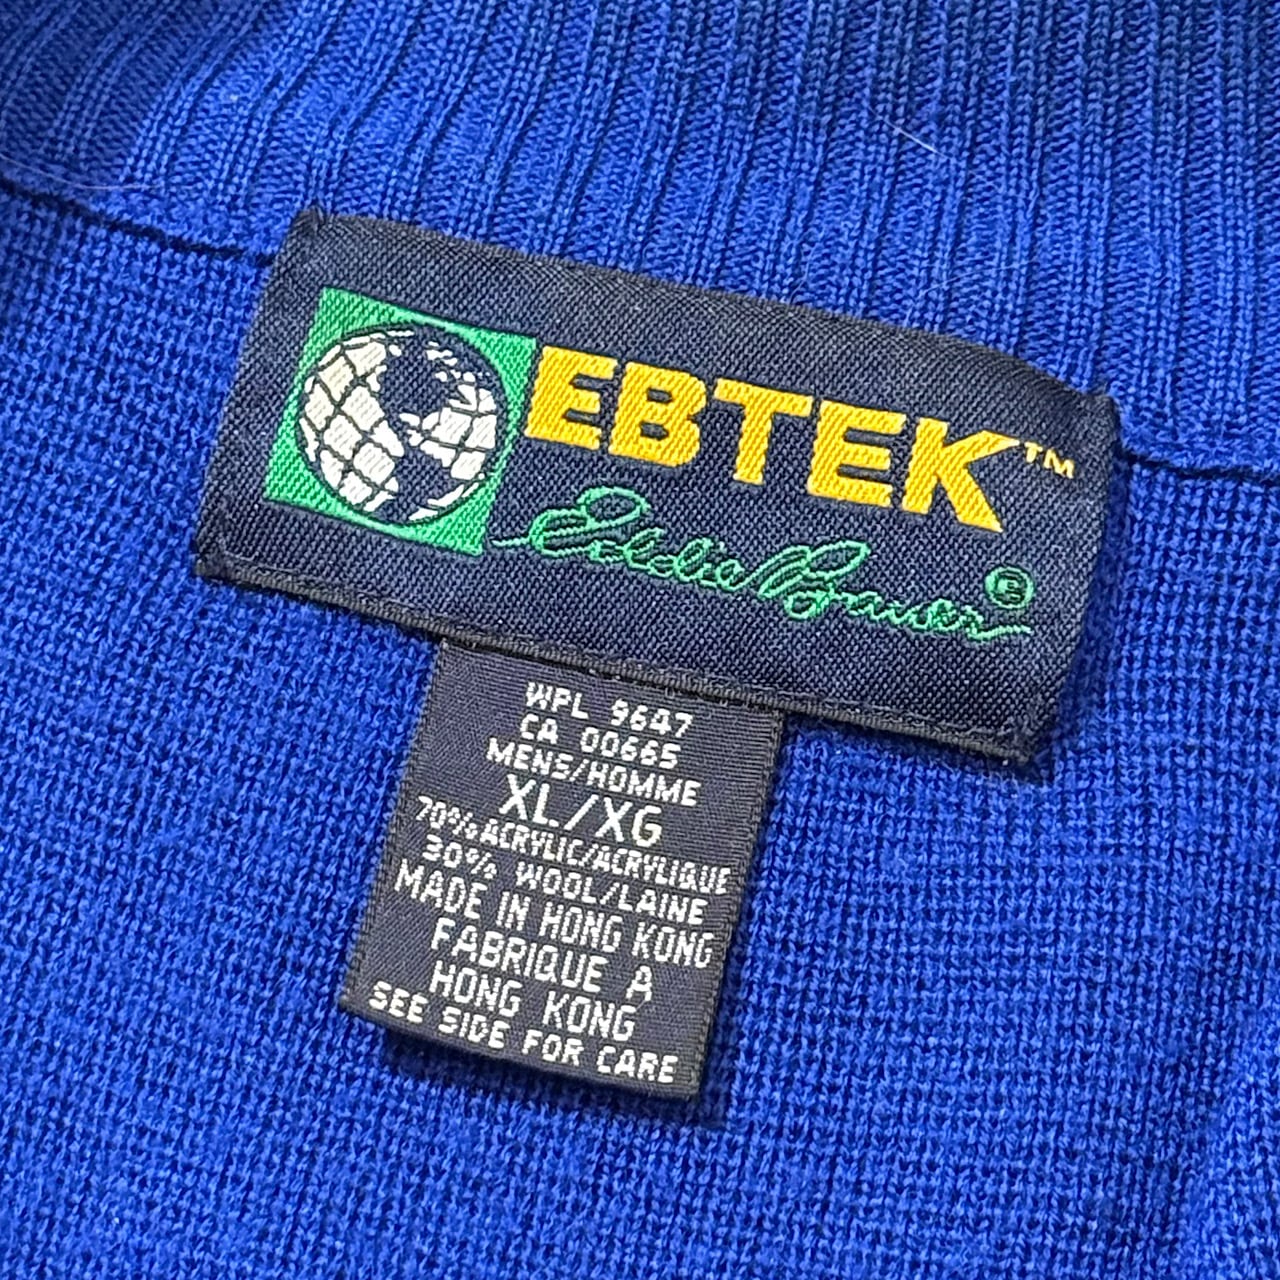 EBTEK™
Eddie Bauer®
WPL 9647
CA 00665
MENS/HOMME
XL/XG
70% ACRYLIC/ACRYLIQUE
30% WOOL/LAINE
MADE IN HONG KONG
FABRIQUE A
HONG KONG
SEE SIDE FOR CARE